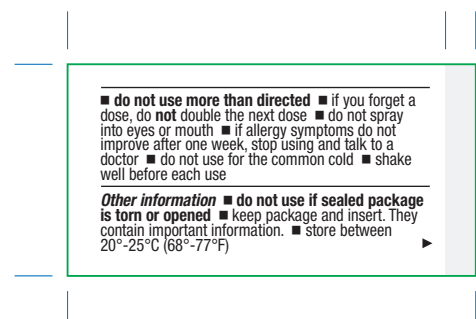 ■ do not use more than directed ■ if you forget a
dose, do not double the next dose ■ do not spray
into eyes or mouth ■ if allergy symptoms do not
improve after one week, stop using and talk to a
doctor ■ do not use for the common cold ■ shake
well before each use
Other information ■ do not use if sealed package
is torn or opened ■ keep package and insert. They
contain important information. ■ store between
20°-25°C (68°-77°F) ►